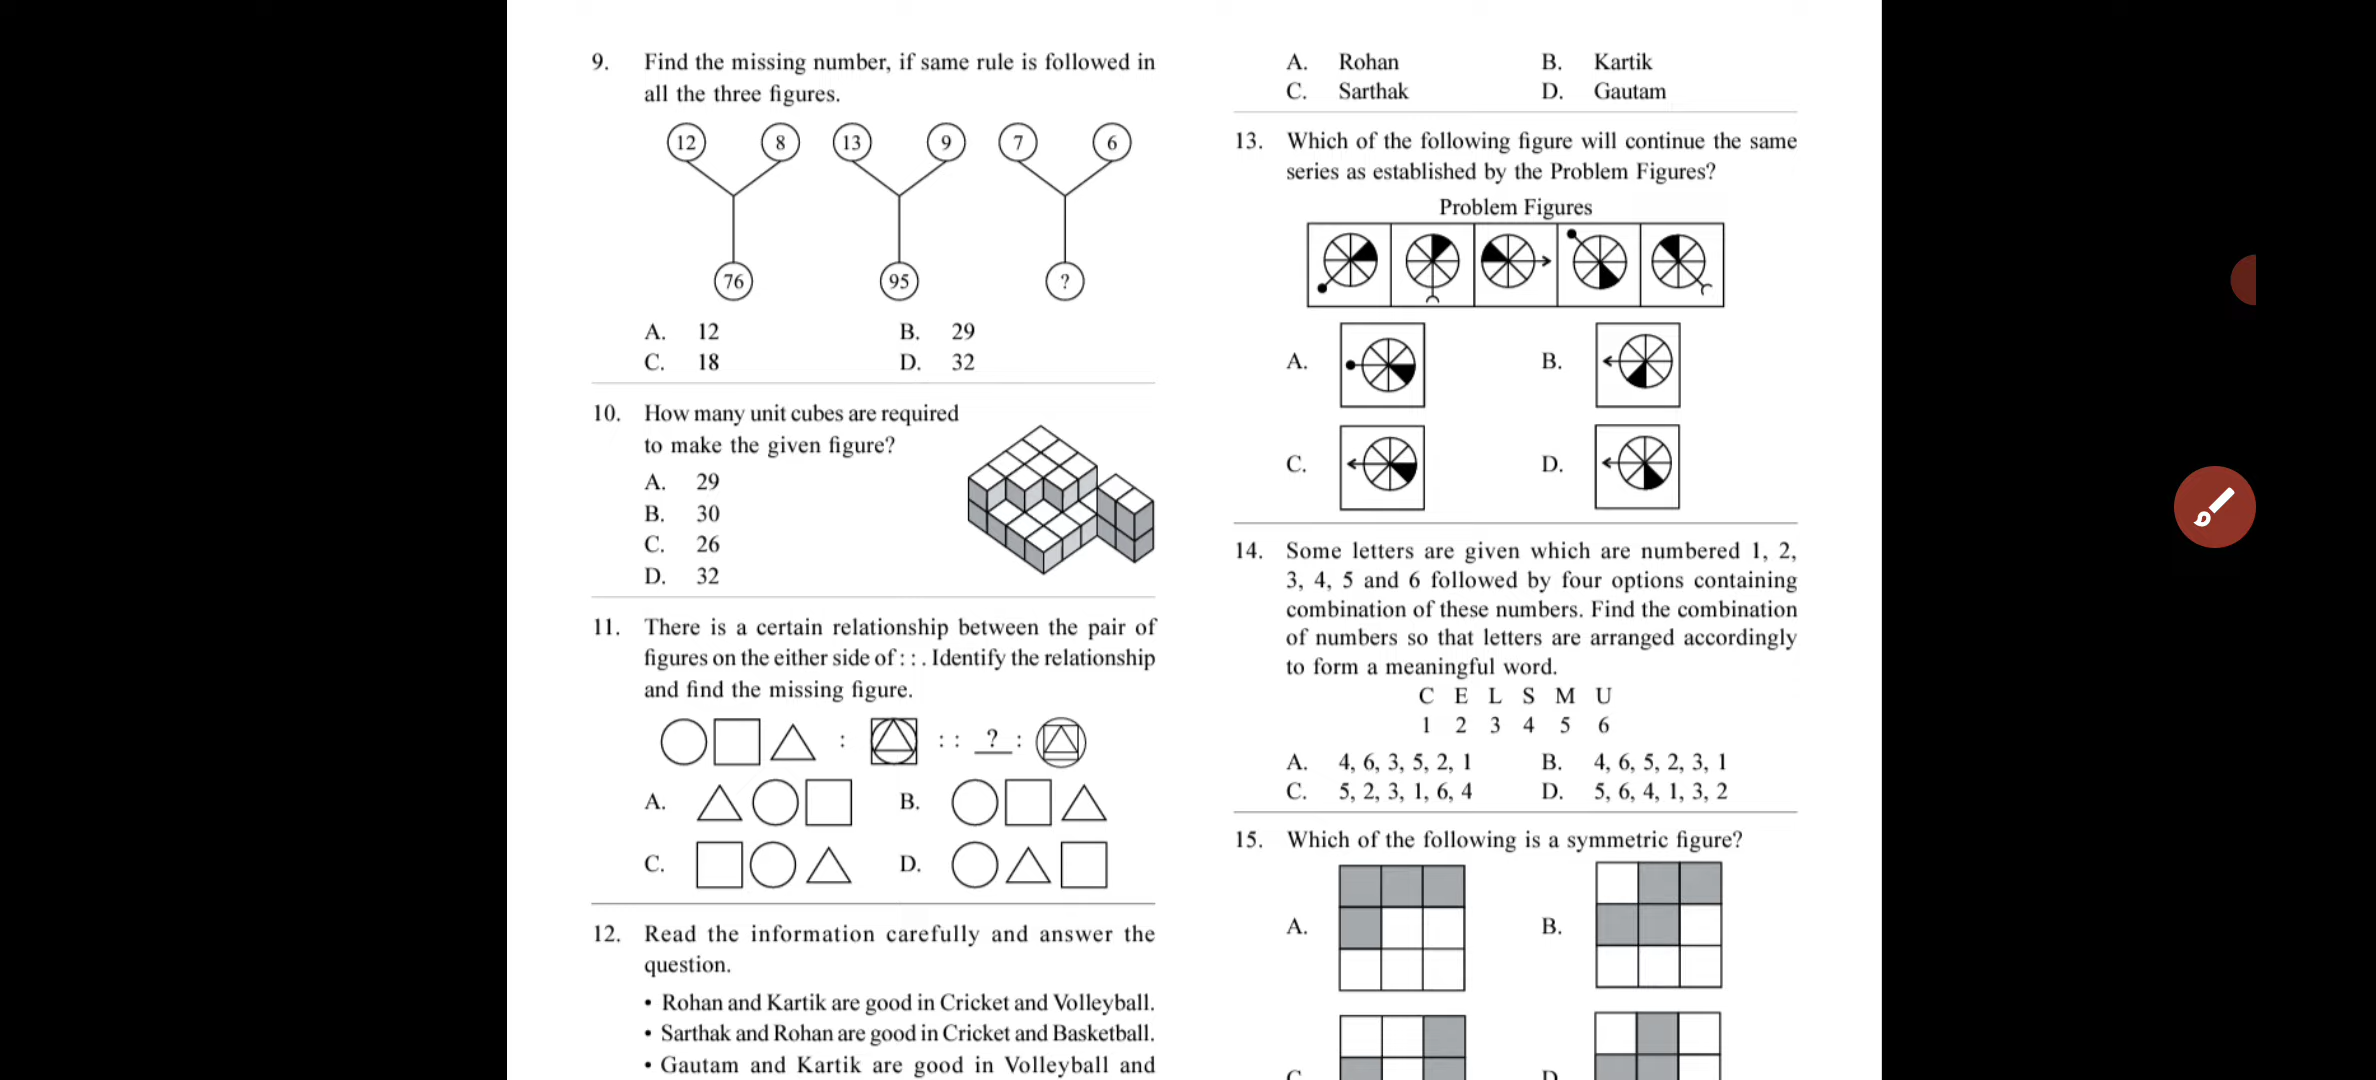 9. Find the missing number, if same rule is followed in
all the three figures.
12 8 13 9 7 6
76 95 ?
A. 12 B. 29
C. 18 D. 32
10. How many unit cubes are required
to make the given figure?
A. 29
B. 30
C. 26
D. 32
11. There is a certain relationship between the pair of
figures on the either side of : : . Identify the relationship
and find the missing figure.
: : : ? :
A. B.
C. D.
12. Read the information carefully and answer the
question.
• Rohan and Kartik are good in Cricket and Volleyball.
• Sarthak and Rohan are good in Cricket and Basketball.
• Gautam and Kartik are good in Volleyball and
A. Rohan B. Kartik
C. Sarthak D. Gautam
13. Which of the following figure will continue the same
series as established by the Problem Figures?
Problem Figures
A. B.
C. D.
14. Some letters are given which are numbered 1, 2,
3, 4, 5 and 6 followed by four options containing
combination of these numbers. Find the combination
of numbers so that letters are arranged accordingly
to form a meaningful word.
C E L S M U
1 2 3 4 5 6
A. 4, 6, 3, 5, 2, 1 B. 4, 6, 5, 2, 3, 1
C. 5, 2, 3, 1, 6, 4 D. 5, 6, 4, 1, 3, 2
15. Which of the following is a symmetric figure?
A. B.
C. D.